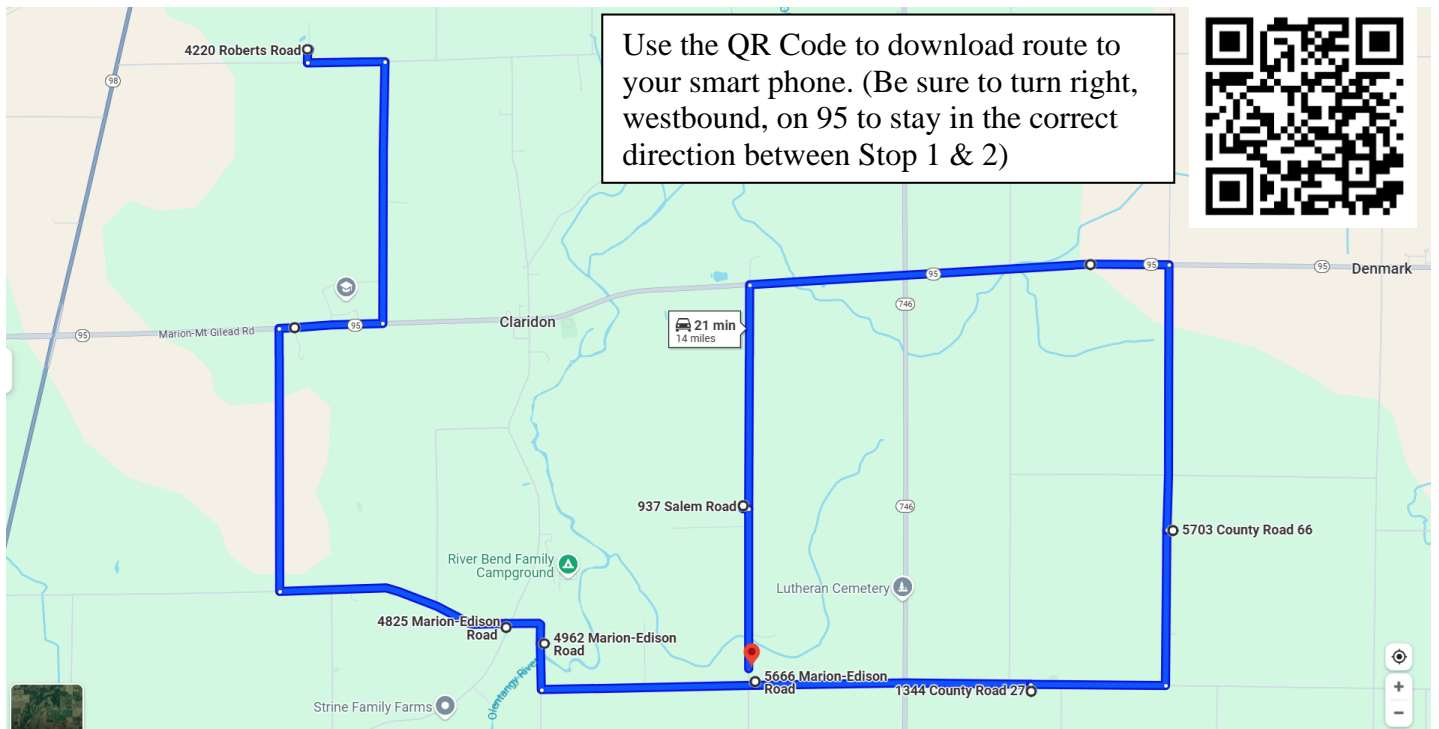 4220 Roberts Road
98
Use the QR Code to download route to
your smart phone. (Be sure to turn right,
westbound, on 95 to stay in the correct
direction between Stop 1 & 2)
95
95
Denmark
95
746
21 min
14 miles
Claridon
95
Marion-Mt Gilead Rd
95
937 Salem Road
746
5703 County Road 66
River Bend Family
Campground
Lutheran Cemetery
4825 Marion-Edison
Road
4962 Marion-Edison
Road
5666 Marion-Edison
Road
1344 County Road 27
Olentangy River
Strine Family Farms
+
−